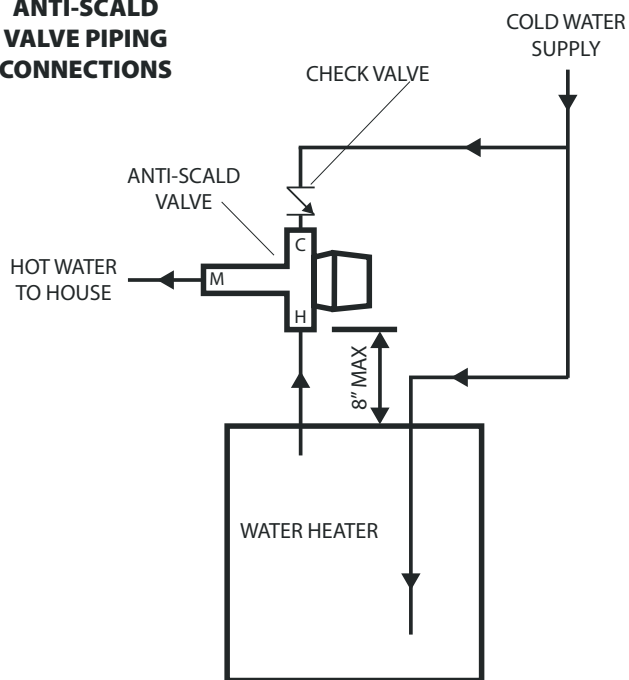 ANTI-SCALD
VALVE PIPING
CONNECTIONS
COLD WATER
SUPPLY
CHECK VALVE
ANTI-SCALD
VALVE
C
HOT WATER
TO HOUSE
M
H
8" MAX
WATER HEATER